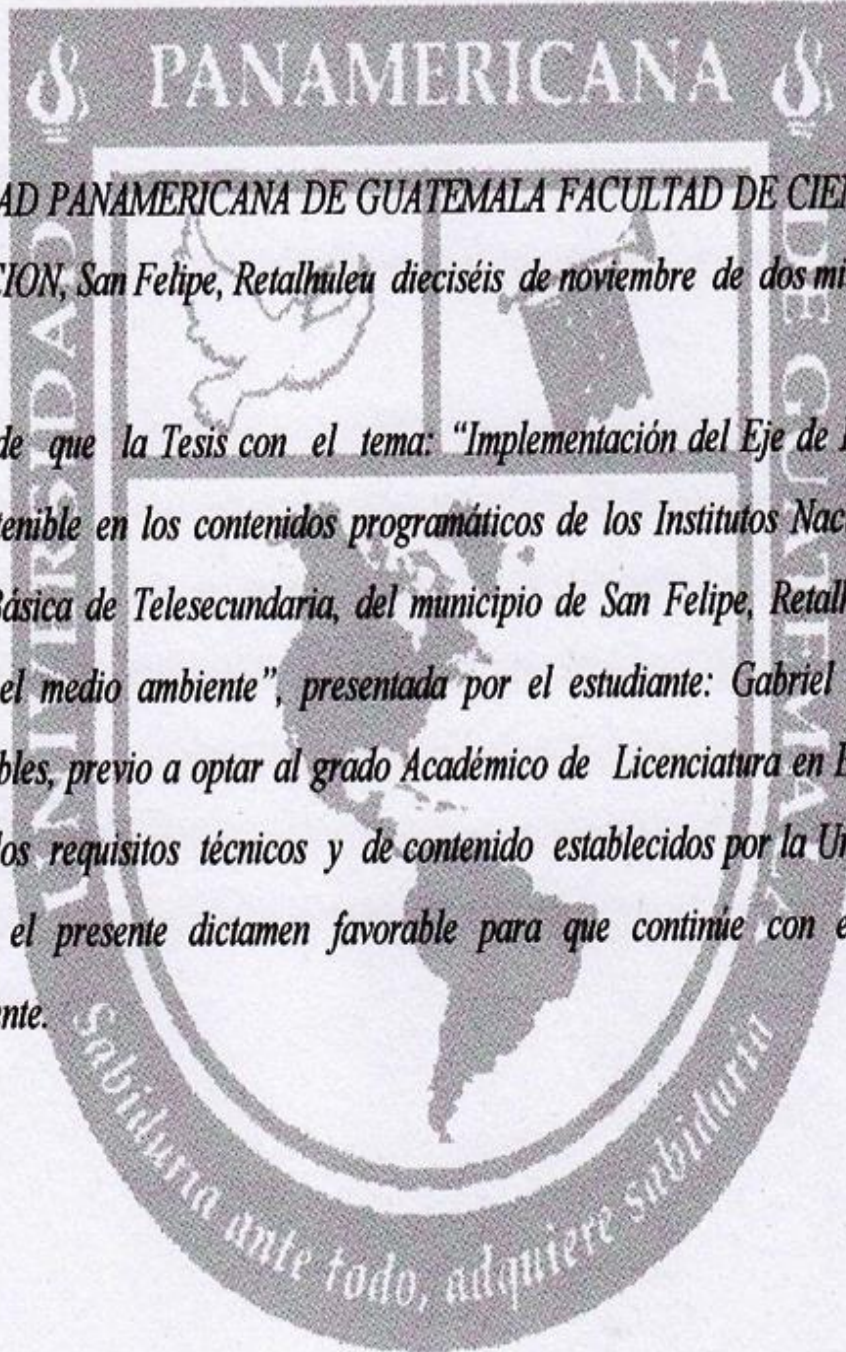 PANAMERICANA
UNIVERSIDAD
DE GUATEMALA
AD PANAMERICANA DE GUATEMALA FACULTAD DE CIEN
CION, San Felipe, Retalhuleu dieciséis de noviembre de dos mi
de que la Tesis con el tema: “Implementación del Eje de
tenible en los contenidos programáticos de los Institutos Nac
Básica de Telesecundaria, del municipio de San Felipe, Retalh
el medio ambiente”, presentada por el estudiante: Gabriel
bles, previo a optar al grado Académico de Licenciatura en
los requisitos técnicos y de contenido establecidos por la Un
el presente dictamen favorable para que continúe con e
nte.
Sabiduría ante todo, adquiere sabiduría